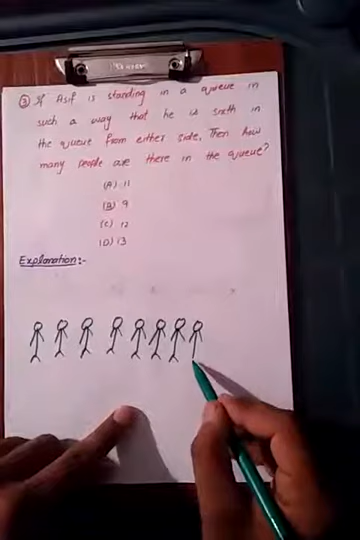 ③ If Asif is standing in a queue in
such a way that he is sixth in
the queue from either side, Then how
many people are there in the queue?
(A) 11
(B) 9
(C) 12
(D) 13
Explanation:-